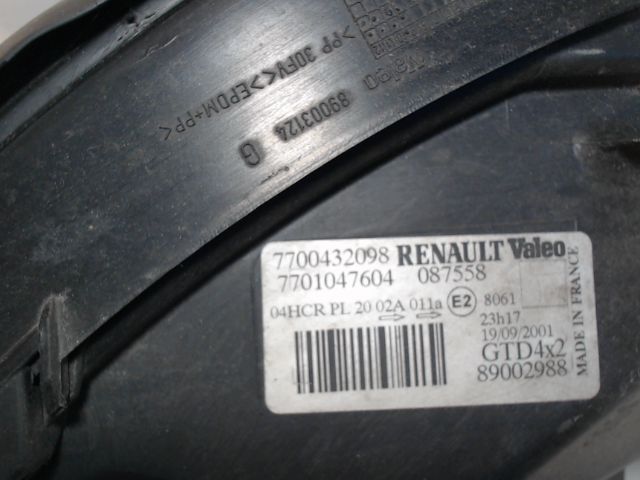 Valeo
>PP 30FV<>EPDM+PP<
89003124 G
7700432098 RENAULT Valeo
7701047604 087558
04HCR PL 20 02A 011a E2 8061
23h17
19/09/2001
GTD4x2
89002988
MADE IN FRANCE